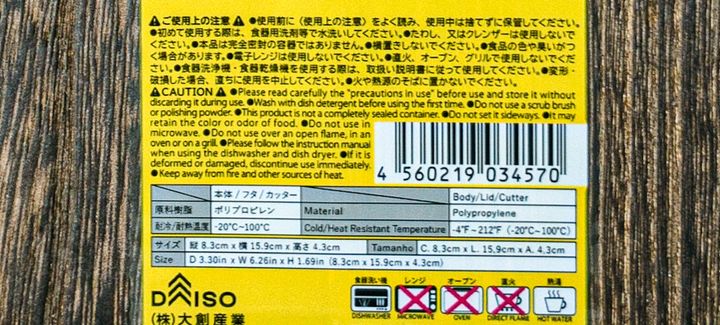 ⚠ご使用上の注意⚠ ●使用前に《使用上の注意》をよく読み、使用中は捨てずに保管してください。
●初めて使用する際は、食器用洗剤等で水洗いしてください。●たわし、又はクレンザーは使用しないで
ください。●本品は完全密封の容器ではありません。●横置きしないでください。●食品の色や臭いがつ
く場合があります。●電子レンジは使用しないでください。●直火、オーブン、グリルで使用しないでくだ
さい。●食器洗浄機・食器乾燥機を使用する際は、取扱い説明書に従って使用してください。●変形・
破損した場合、直ちに使用を中止してください。●火や熱源のそばに置かないでください。
⚠CAUTION⚠ ●Please read carefully the "precautions in use" before use and store it without
discarding it during use. ●Wash with dish detergent before using the first time. ●Do not use a scrub brush
or polishing powder. ●This product is not a completely sealed container. ●Do not set it sideways. ●It may
retain the color or odor of food. ●Do not use in
microwave. ●Do not use over an open flame, in an
oven or on a grill. ●Please follow the instruction manual
when using the dishwasher and dish dryer. ●If it is
deformed or damaged, discontinue use immediately.
●Keep away from fire and other sources of heat.
4 560219 034570
本体/フタ/カッター Body/Lid/Cutter
原料樹脂 ポリプロピレン Material Polypropylene
耐冷/耐熱温度 -20℃~100℃ Cold/Heat Resistant Temperature -4°F ~212°F (-20℃~100℃)
サイズ 縦 8.3cm x 横 15.9cm x 高さ 4.3cm Tamanho C. 8.3cm x L. 15.9cm x A. 4.3cm
Size D 3.30in x W 6.26in x H 1.69in (8.3cm x 15.9cm x 4.3cm)
DAISO
(株)大創産業
食器洗い機 レンジ オーブン 直火 熱湯
DISHWASHER MICROWAVE OVEN DIRECT FLAME HOT WATER